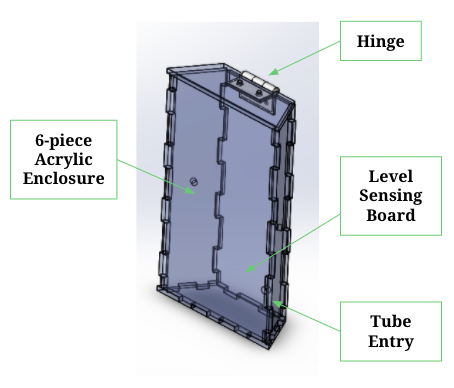 Hinge
6-piece
Acrylic
Enclosure
Level
Sensing
Board
Tube
Entry